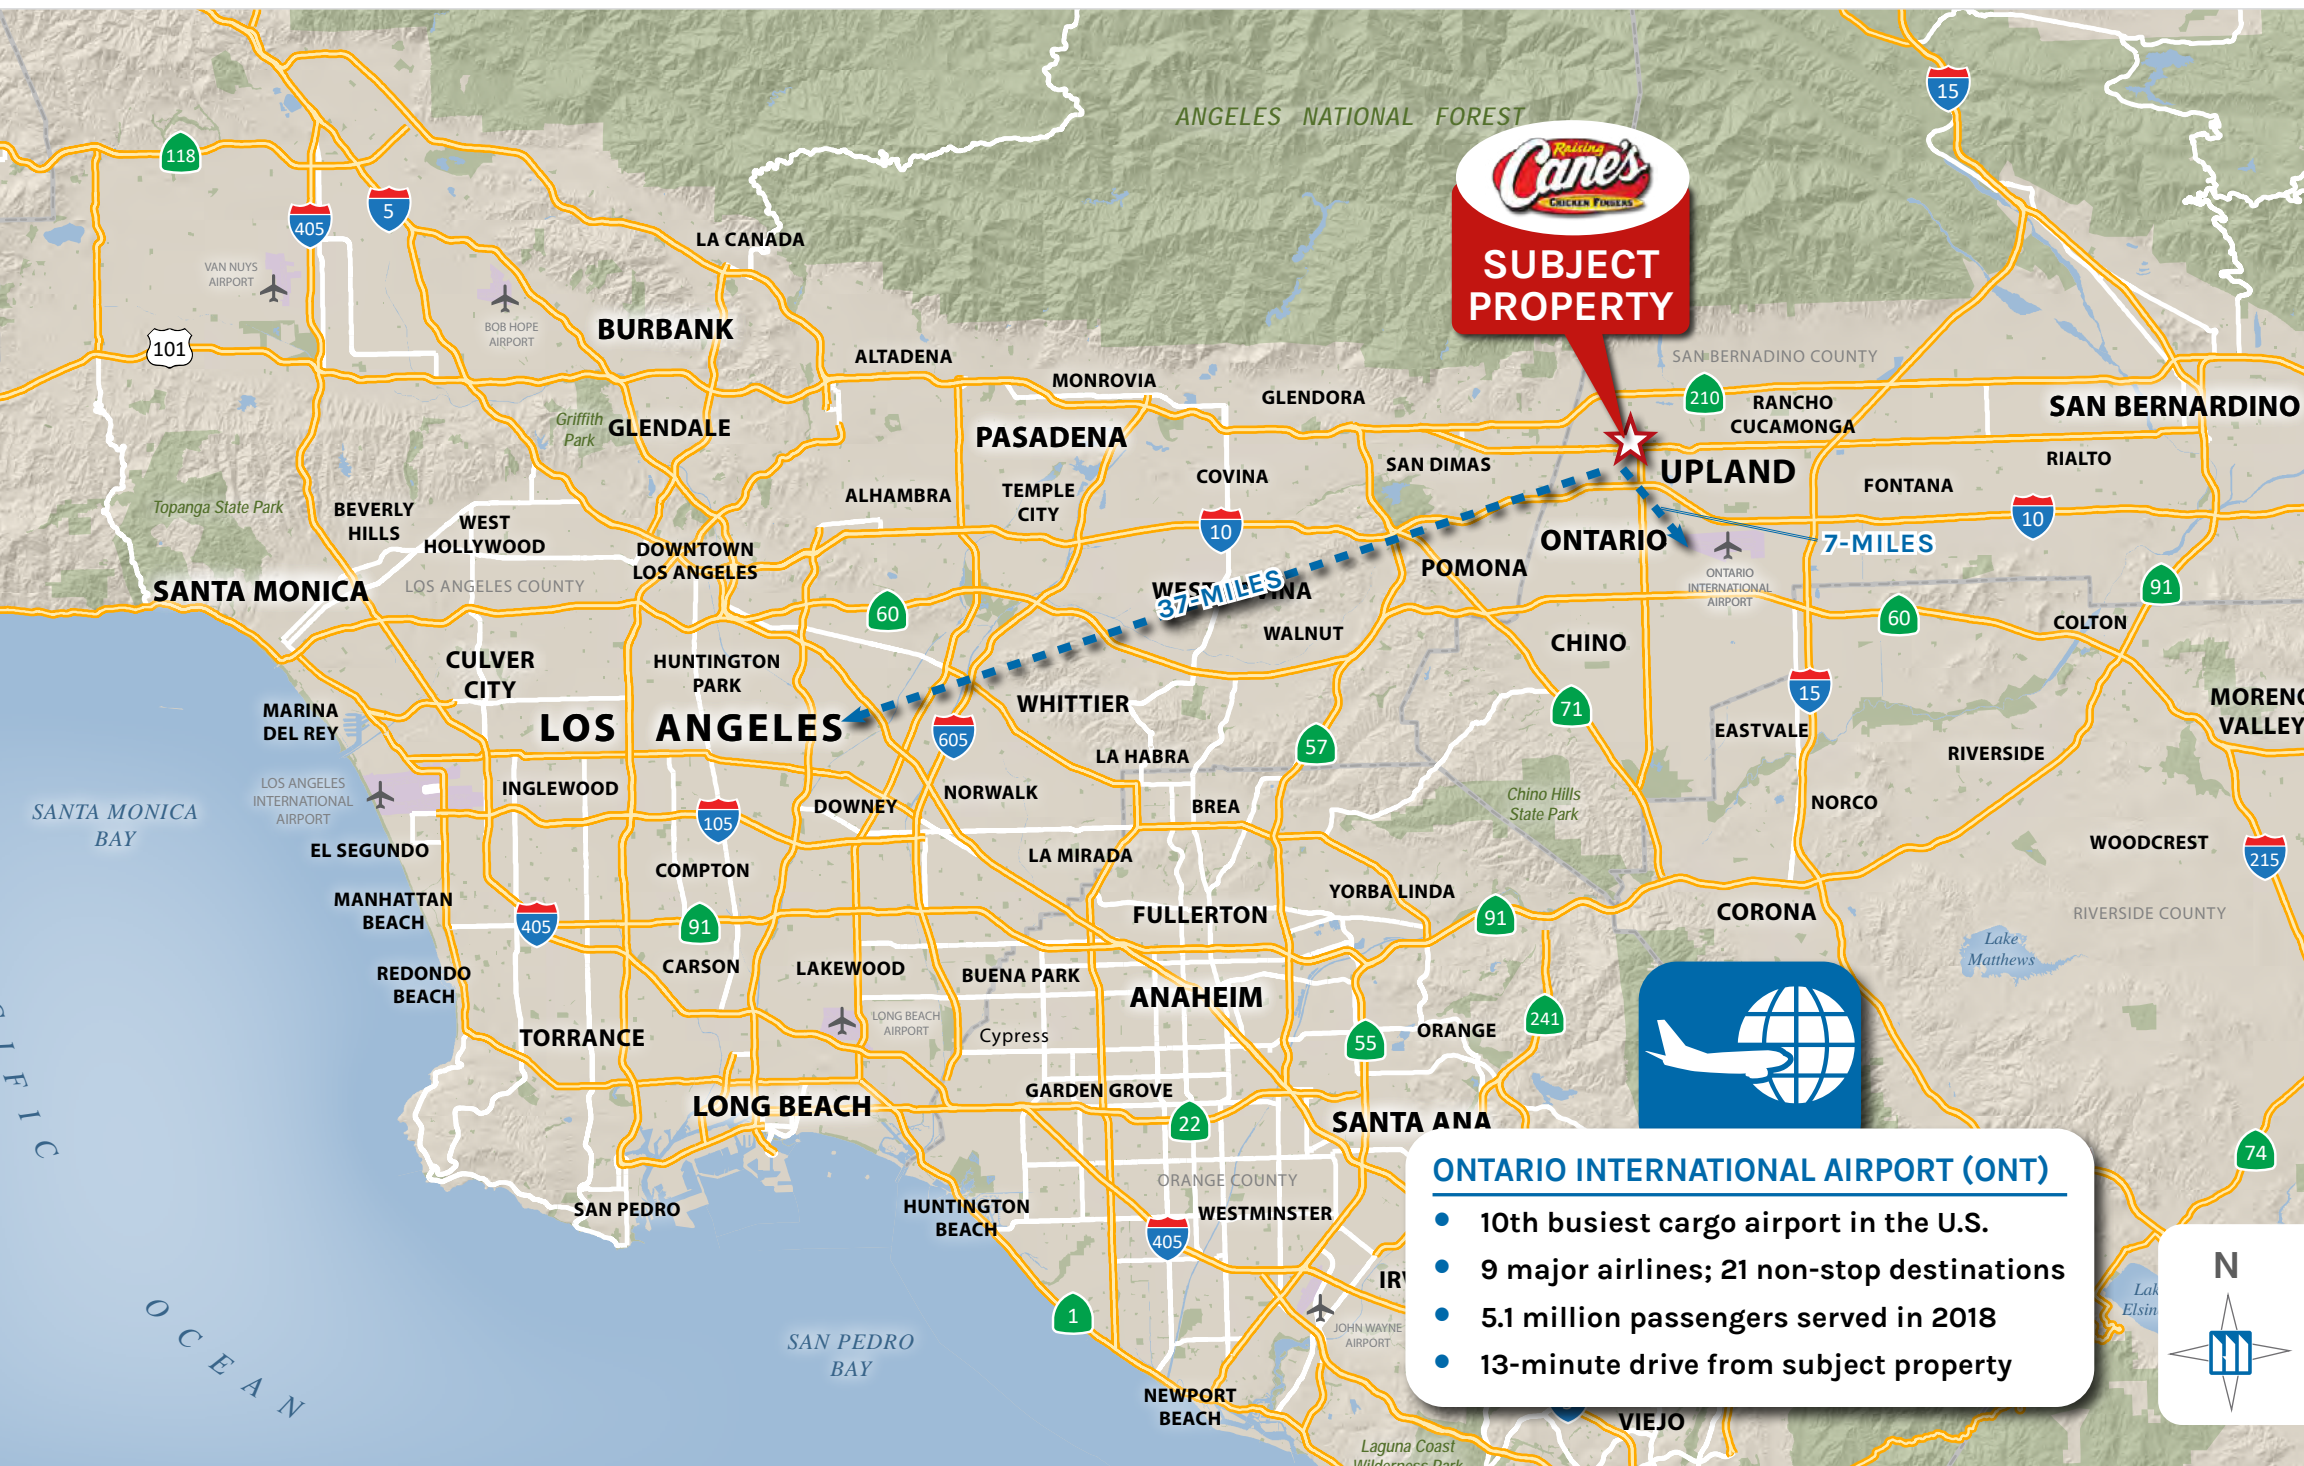 ANGELES NATIONAL FOREST
15
118
Raising
Cane's
CHICKEN FINGERS
405
5
LA CANADA
SUBJECT
PROPERTY
VAN NUYS
AIRPORT
BOB HOPE
AIRPORT
BURBANK
101
ALTADENA
SAN BERNADINO COUNTY
MONROVIA
GLENDORA
210
RANCHO
CUCAMONGA
SAN BERNARDINO
Griffith
Park
GLENDALE
PASADENA
SAN DIMAS
UPLAND
RIALTO
COVINA
FONTANA
ALHAMBRA
TEMPLE
CITY
Topanga State Park
BEVERLY
HILLS
WEST
HOLLYWOOD
10
10
DOWNTOWN
LOS ANGELES
ONTARIO
7-MILES
POMONA
ONTARIO
INTERNATIONAL
AIRPORT
SANTA MONICA
LOS ANGELES COUNTY
37-MILES
91
60
60
WALNUT
CHINO
COLTON
CULVER
CITY
HUNTINGTON
PARK
15
WHITTIER
71
MORENO
VALLEY
MARINA
DEL REY
LOS ANGELES
605
57
EASTVALE
RIVERSIDE
LA HABRA
LOS ANGELES
INTERNATIONAL
AIRPORT
INGLEWOOD
NORWALK
DOWNEY
BREA
Chino Hills
State Park
NORCO
SANTA MONICA
BAY
105
EL SEGUNDO
WOODCREST
215
LA MIRADA
COMPTON
YORBA LINDA
MANHATTAN
BEACH
405
91
FULLERTON
91
CORONA
RIVERSIDE COUNTY
Lake
Matthews
CARSON
LAKEWOOD
BUENA PARK
REDONDO
BEACH
ANAHEIM
LONG BEACH
AIRPORT
241
TORRANCE
Cypress
55
ORANGE
GARDEN GROVE
LONG BEACH
22
SANTA ANA
74
ONTARIO INTERNATIONAL AIRPORT (ONT)
• 10th busiest cargo airport in the U.S.
• 9 major airlines; 21 non-stop destinations
• 5.1 million passengers served in 2018
• 13-minute drive from subject property
ORANGE COUNTY
SAN PEDRO
HUNTINGTON
BEACH
WESTMINSTER
405
1
JOHN WAYNE
AIRPORT
N
OCEAN
SAN PEDRO
BAY
NEWPORT
BEACH
VIEJO
Laguna Coast
Wilderness Park